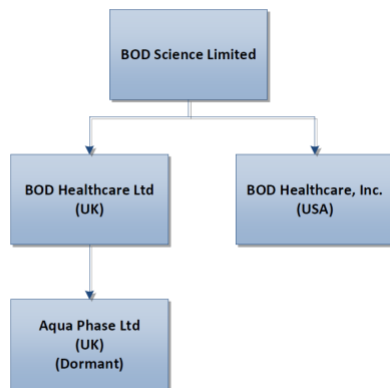 BOD Science Limited
BOD Healthcare Ltd
(UK)
BOD Healthcare, Inc.
(USA)
Aqua Phase Ltd
(UK)
(Dormant)